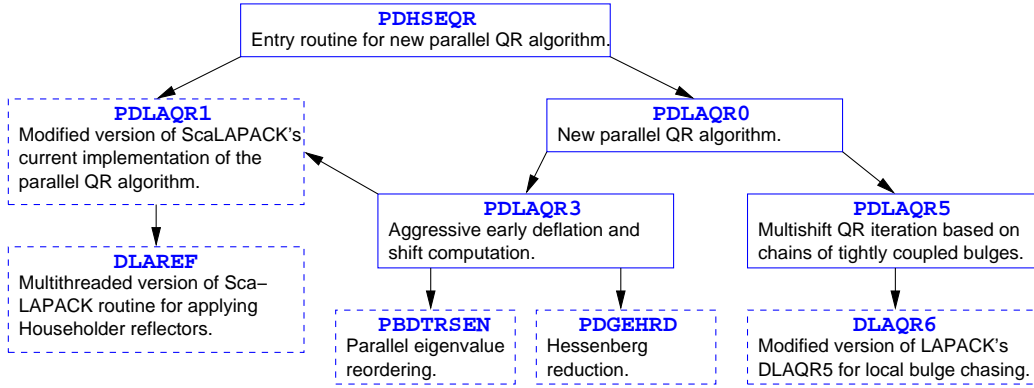 PDHSEQR
Entry routine for new parallel QR algorithm.
PDLAQR1
Modified version of ScaLAPACK's
current implementation of the
parallel QR algorithm.
PDLAQR0
New parallel QR algorithm.
PDLAQR3
Aggressive early deflation and
shift computation.
PDLAQR5
Multishift QR iteration based on
chains of tightly coupled bulges.
DLAREF
Multithreaded version of Sca–
LAPACK routine for applying
Householder reflectors.
PBDTRSEN
Parallel eigenvalue
reordering.
PDGEHRD
Hessenberg
reduction.
DLAQR6
Modified version of LAPACK's
DLAQR5 for local bulge chasing.